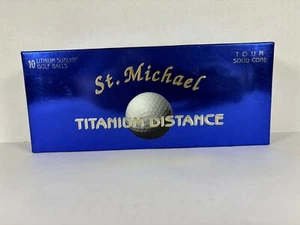 10 LITHIUM SURLYN®
GOLF BALLS
TOUR
SOLID CORE
St. Michael
TITANIUM DISTANCE